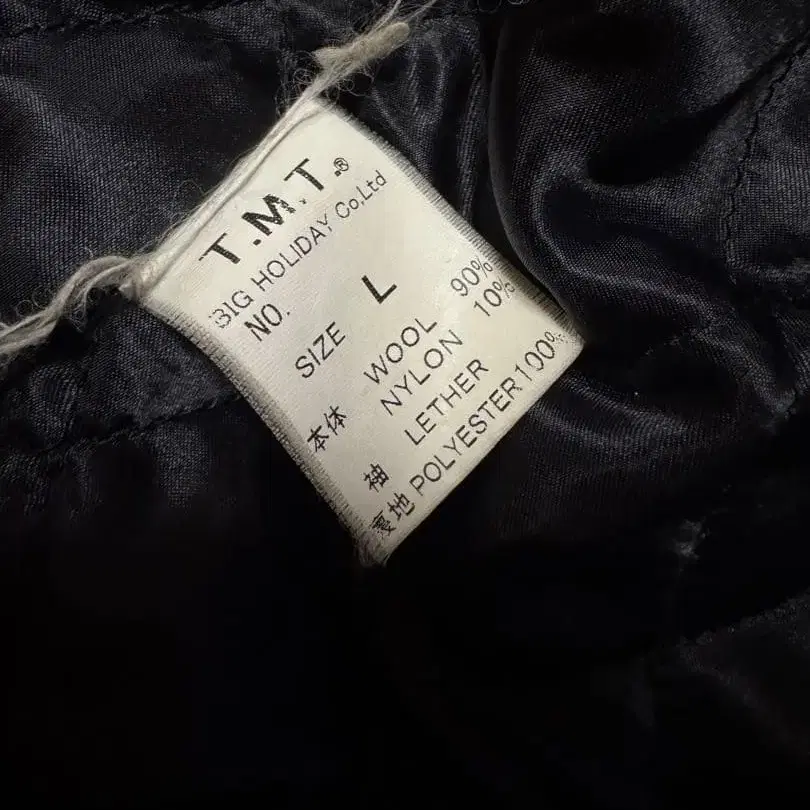 T.M.T.®
BIG HOLIDAY Co,Ltd
NO.
SIZE L
本体 WOOL 90%
NYLON 10%
袖 LETHER
裏地 POLYESTER100%